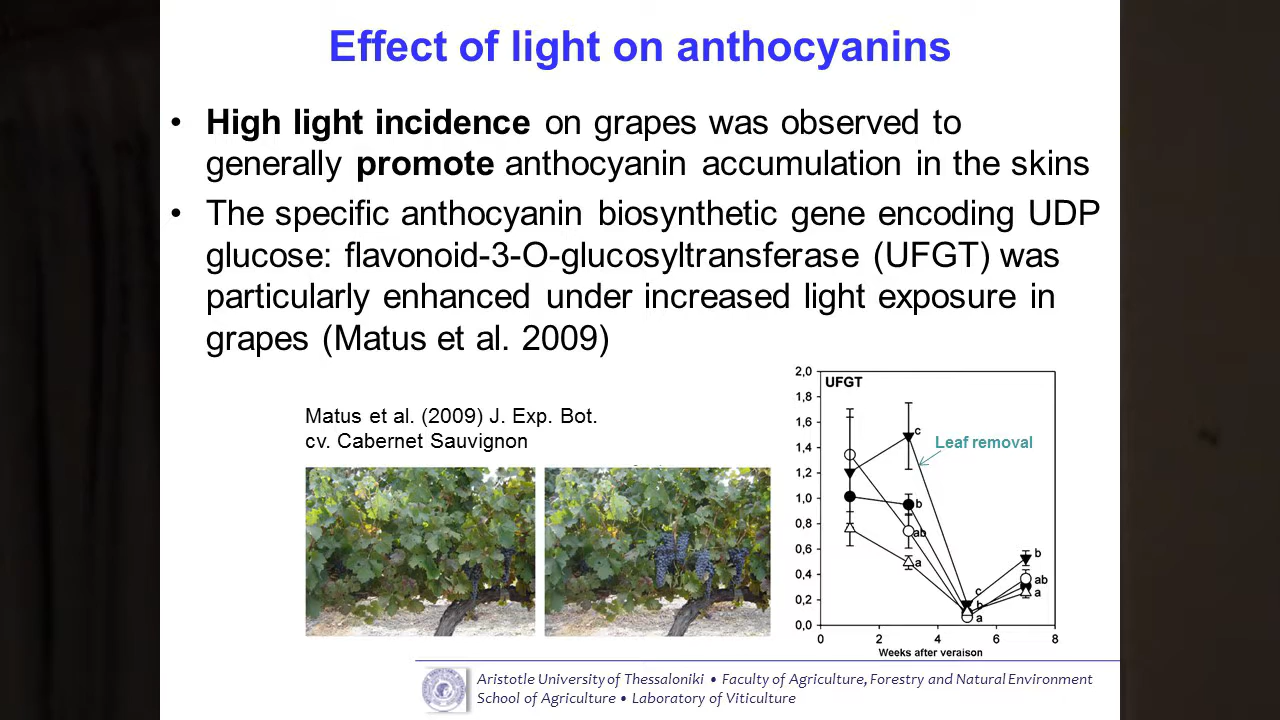 Effect of light on anthocyanins
• High light incidence on grapes was observed to
generally promote anthocyanin accumulation in the skins
• The specific anthocyanin biosynthetic gene encoding UDP
glucose: flavonoid-3-O-glucosyltransferase (UFGT) was
particularly enhanced under increased light exposure in
grapes (Matus et al. 2009)
Matus et al. (2009) J. Exp. Bot.
cv. Cabernet Sauvignon
UFGT
2,0
1,8
1,6
1,4
1,2
1,0
0,8
0,6
0,4
0,2
0,0
c
Leaf removal
b
ab
a
b
ab
a
c
b
a
0 2 4 6 8
Weeks after veraison
Aristotle University of Thessaloniki • Faculty of Agriculture, Forestry and Natural Environment
School of Agriculture • Laboratory of Viticulture